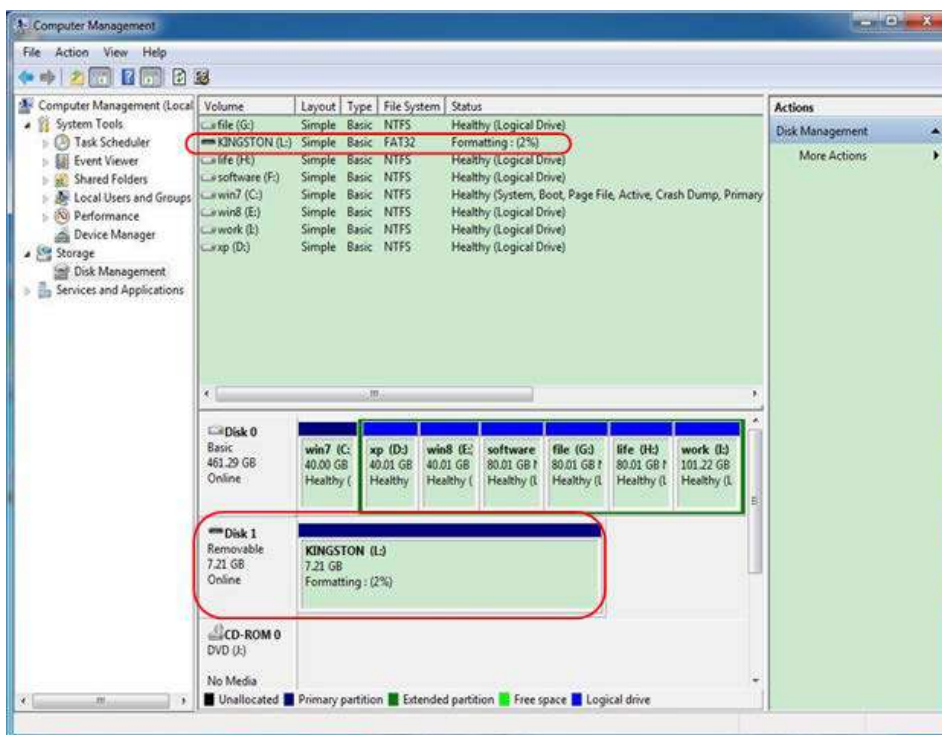 Computer Management
File Action View Help
Computer Management (Local
System Tools
Task Scheduler
Event Viewer
Shared Folders
Local Users and Groups
Performance
Device Manager
Storage
Disk Management
Services and Applications
Volume Layout Type File System Status
file (G:) Simple Basic NTFS Healthy (Logical Drive)
KINGSTON (L:) Simple Basic FAT32 Formatting : (2%)
life (H:) Simple Basic NTFS Healthy (Logical Drive)
software (F:) Simple Basic NTFS Healthy (Logical Drive)
win7 (C:) Simple Basic NTFS Healthy (System, Boot, Page File, Active, Crash Dump, Primary
win8 (E:) Simple Basic NTFS Healthy (Logical Drive)
work (I:) Simple Basic NTFS Healthy (Logical Drive)
xp (D:) Simple Basic NTFS Healthy (Logical Drive)
Actions
Disk Management
More Actions
Disk 0
Basic
461.29 GB
Online
win7 (C:
40.00 GB
Healthy (
xp (D:)
40.01 GB
Healthy
win8 (E:
40.01 GB
Healthy (
software
80.01 GB
Healthy (L
file (G:)
80.01 GB
Healthy (L
life (H:)
80.01 GB
Healthy (L
work (I:)
101.22 GB
Healthy (L
Disk 1
Removable
7.21 GB
Online
KINGSTON (L:)
7.21 GB
Formatting : (2%)
CD-ROM 0
DVD (J:)
No Media
Unallocated Primary partition Extended partition Free space Logical drive